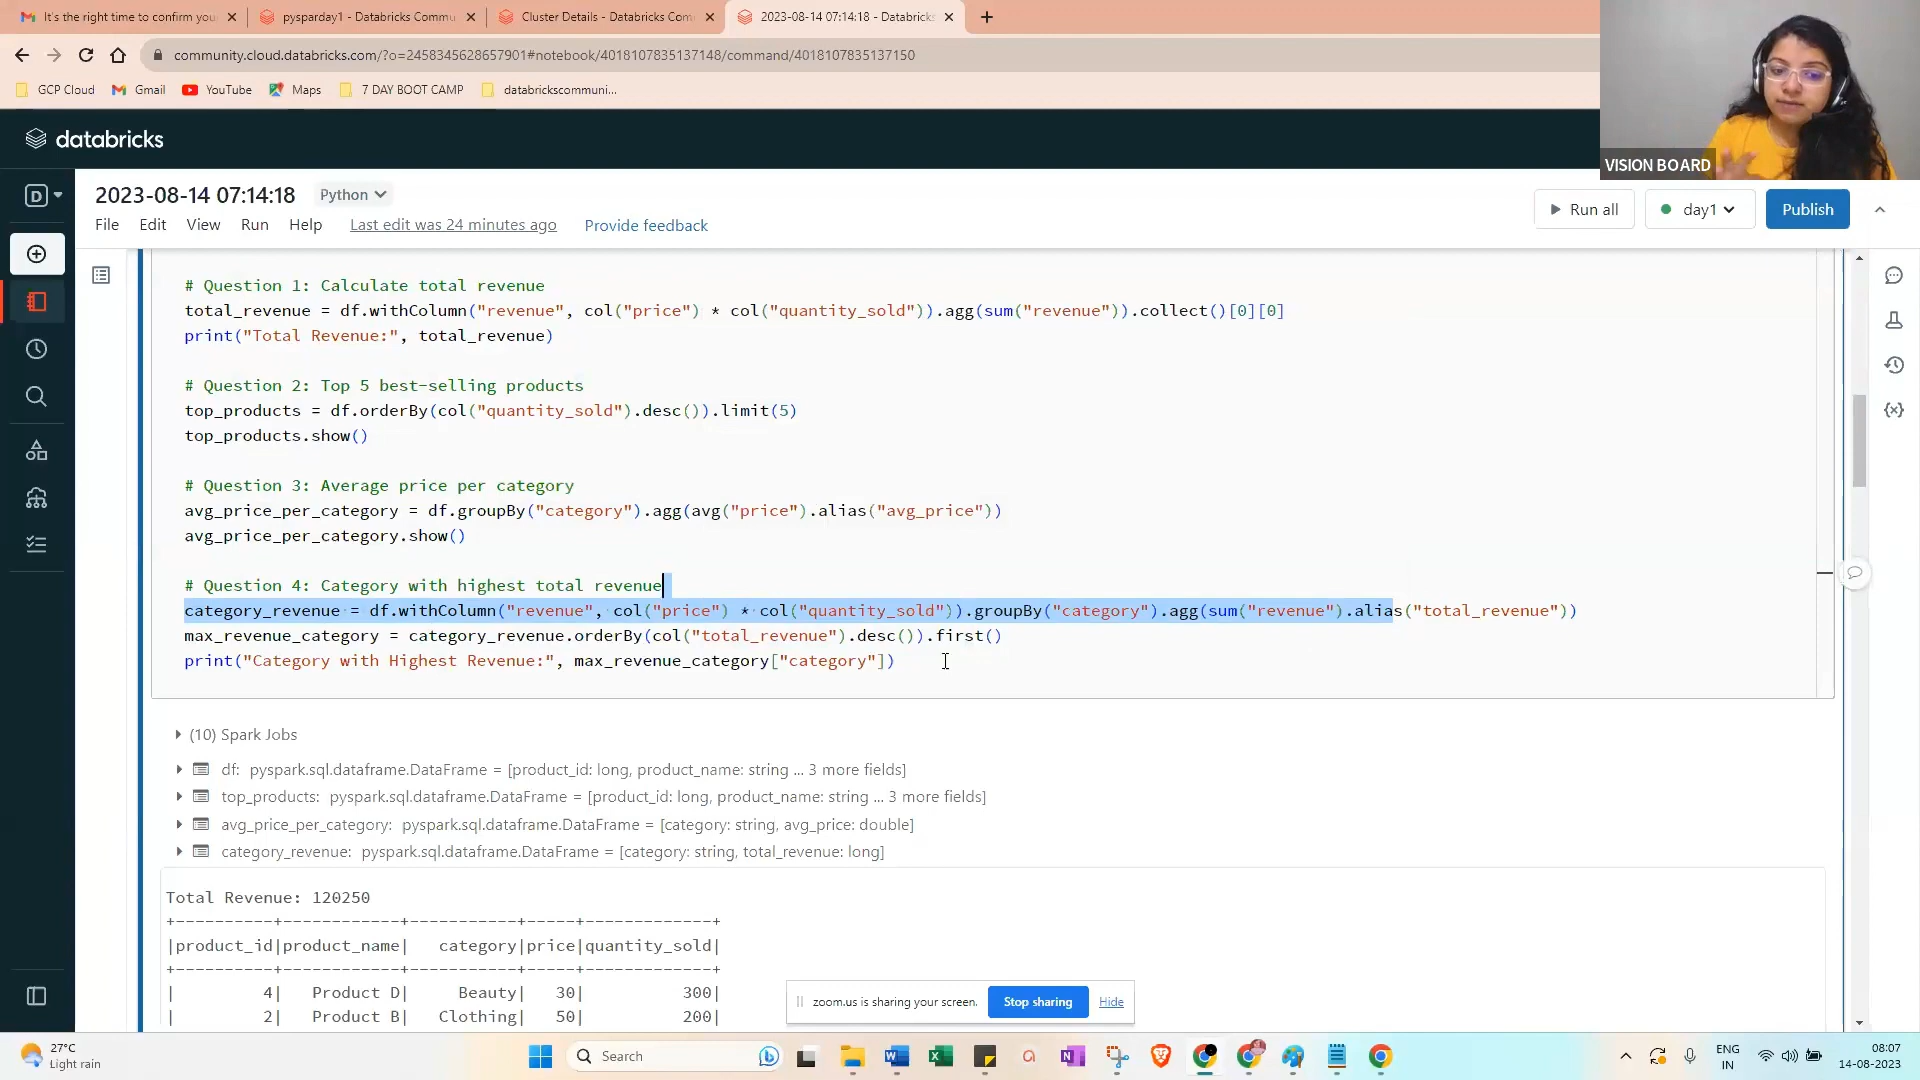 It's the right time to confirm you
pysparday1 - Databricks Commu
Cluster Details - Databricks Com
2023-08-14 07:14:18 - Databricks
community.cloud.databricks.com/?o=2458345628657901#notebook/4018107835137148/command/4018107835137150
GCP Cloud
Gmail
YouTube
Maps
7 DAY BOOT CAMP
databrickscommuni...
databricks
VISION BOARD
D
2023-08-14 07:14:18
Python
File
Edit
View
Run
Help
Last edit was 24 minutes ago
Provide feedback
Run all
day1
Publish
# Question 1: Calculate total revenue
total_revenue = df.withColumn("revenue", col("price") * col("quantity_sold")).agg(sum("revenue")).collect()[0][0]
print("Total Revenue:", total_revenue)
# Question 2: Top 5 best-selling products
top_products = df.orderBy(col("quantity_sold").desc()).limit(5)
top_products.show()
# Question 3: Average price per category
avg_price_per_category = df.groupBy("category").agg(avg("price").alias("avg_price"))
avg_price_per_category.show()
# Question 4: Category with highest total revenue
category_revenue = df.withColumn("revenue", col("price") * col("quantity_sold")).groupBy("category").agg(sum("revenue").alias("total_revenue"))
max_revenue_category = category_revenue.orderBy(col("total_revenue").desc()).first()
print("Category with Highest Revenue:", max_revenue_category["category"])
(10) Spark Jobs
df: pyspark.sql.dataframe.DataFrame = [product_id: long, product_name: string ... 3 more fields]
top_products: pyspark.sql.dataframe.DataFrame = [product_id: long, product_name: string ... 3 more fields]
avg_price_per_category: pyspark.sql.dataframe.DataFrame = [category: string, avg_price: double]
category_revenue: pyspark.sql.dataframe.DataFrame = [category: string, total_revenue: long]
Total Revenue: 120250
+----------+------------+-----------+-----+-------------+
|product_id|product_name|   category|price|quantity_sold|
+----------+------------+-----------+-----+-------------+
|         4|   Product D|     Beauty|   30|          300|
|         2|   Product B|   Clothing|   50|          200|
zoom.us is sharing your screen.
Stop sharing
Hide
27°C
Light rain
Search
ENG
IN
08:07
14-08-2023